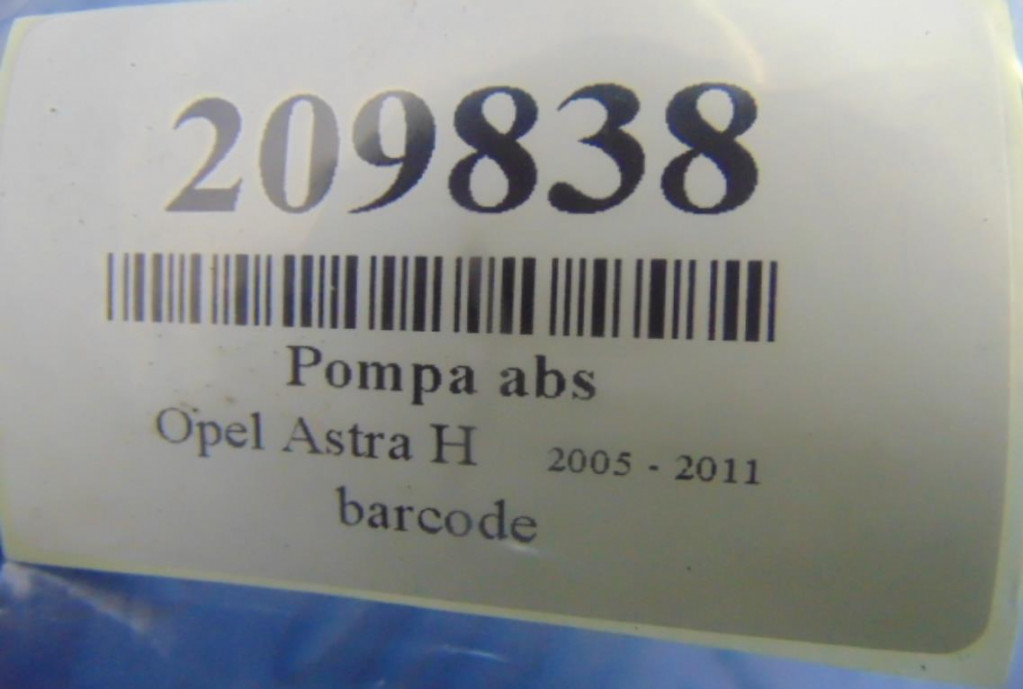 209838
Pompa abs
Opel Astra H 2005 - 2011
barcode